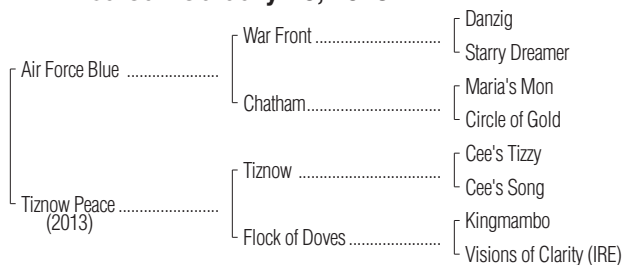 Danzig
War Front ....................................
Starry Dreamer
Air Force Blue ..........................
Maria's Mon
Chatham.......................................
Circle of Gold
Cee's Tizzy
Tiznow .........................................
Cee's Song
Tiznow Peace ............................
(2013)
Kingmambo
Flock of Doves...........................
Visions of Clarity (IRE)